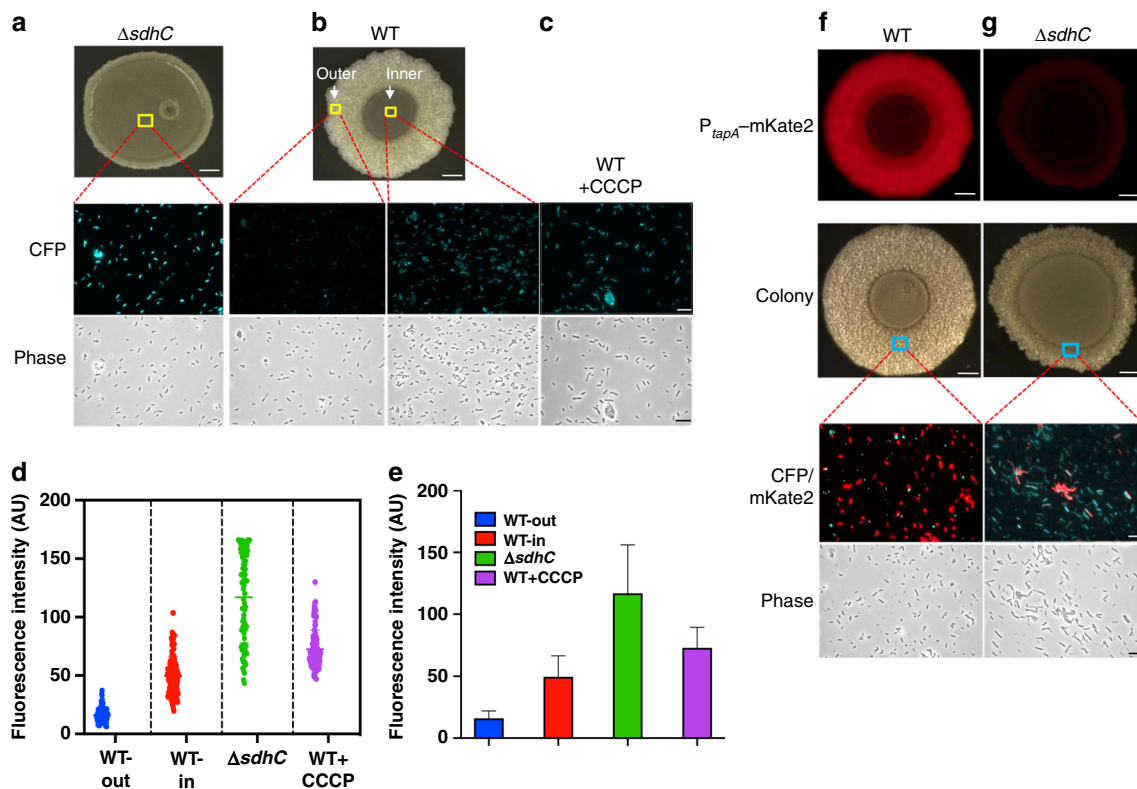 a
ΔsdhC
b
WT
Outer
Inner
c
WT
+CCCP
CFP
Phase
d
Fluorescence intensity (AU)
200
150
100
50
0
WT-
out
WT-
in
ΔsdhC
WT+
CCCP
e
Fluorescence intensity (AU)
200
150
100
50
0
WT-out
WT-in
ΔsdhC
WT+CCCP
f
WT
g
ΔsdhC
PtapA–mKate2
Colony
CFP/
mKate2
Phase